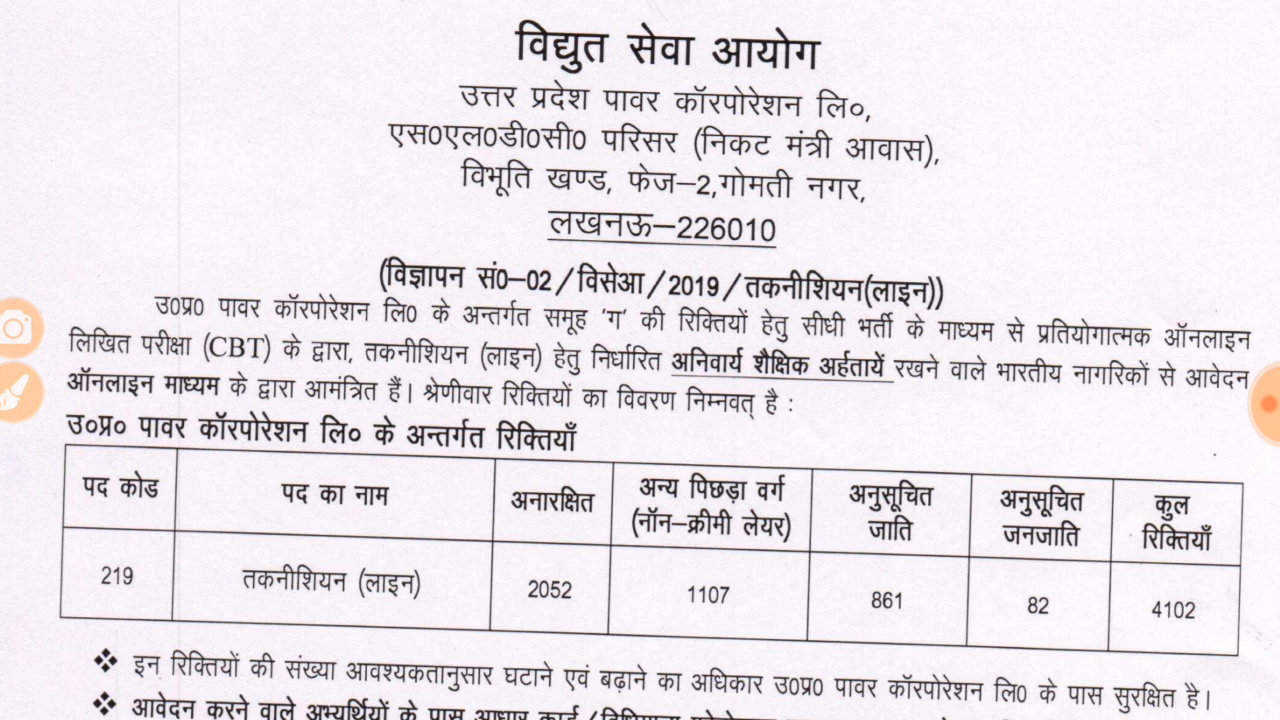 विद्युत सेवा आयोग
उत्तर प्रदेश पावर कॉरपोरेशन लि०,
एस0एल0डी0सी0 परिसर (निकट मंत्री आवास),
विभूति खण्ड, फेज–2,गोमती नगर,
लखनऊ–226010
(विज्ञापन सं0–02/विसेआ/2019/तकनीशियन(लाइन))
उ0प्र0 पावर कॉरपोरेशन लि0 के अन्तर्गत समूह 'ग' की रिक्तियों हेतु सीधी भर्ती के माध्यम से प्रतियोगात्मक ऑनलाइन
लिखित परीक्षा (CBT) के द्वारा, तकनीशियन (लाइन) हेतु निर्धारित अनिवार्य शैक्षिक अर्हतायें रखने वाले भारतीय नागरिकों से आवेदन
ऑनलाइन माध्यम के द्वारा आमंत्रित हैं। श्रेणीवार रिक्तियों का विवरण निम्नवत् है :
उ०प्र० पावर कॉरपोरेशन लि० के अन्तर्गत रिक्तियाँ
पद कोड पद का नाम अनारक्षित अन्य पिछड़ा वर्ग (नॉन–क्रीमी लेयर) अनुसूचित जाति अनुसूचित जनजाति कुल रिक्तियाँ
219 तकनीशियन (लाइन) 2052 1107 861 82 4102
❖ इन रिक्तियों की संख्या आवश्यकतानुसार घटाने एवं बढ़ाने का अधिकार उ0प्र0 पावर कॉरपोरेशन लि0 के पास सुरक्षित है।
❖ आवेदन करने वाले अभ्यर्थियों के पास आधार कार्ड